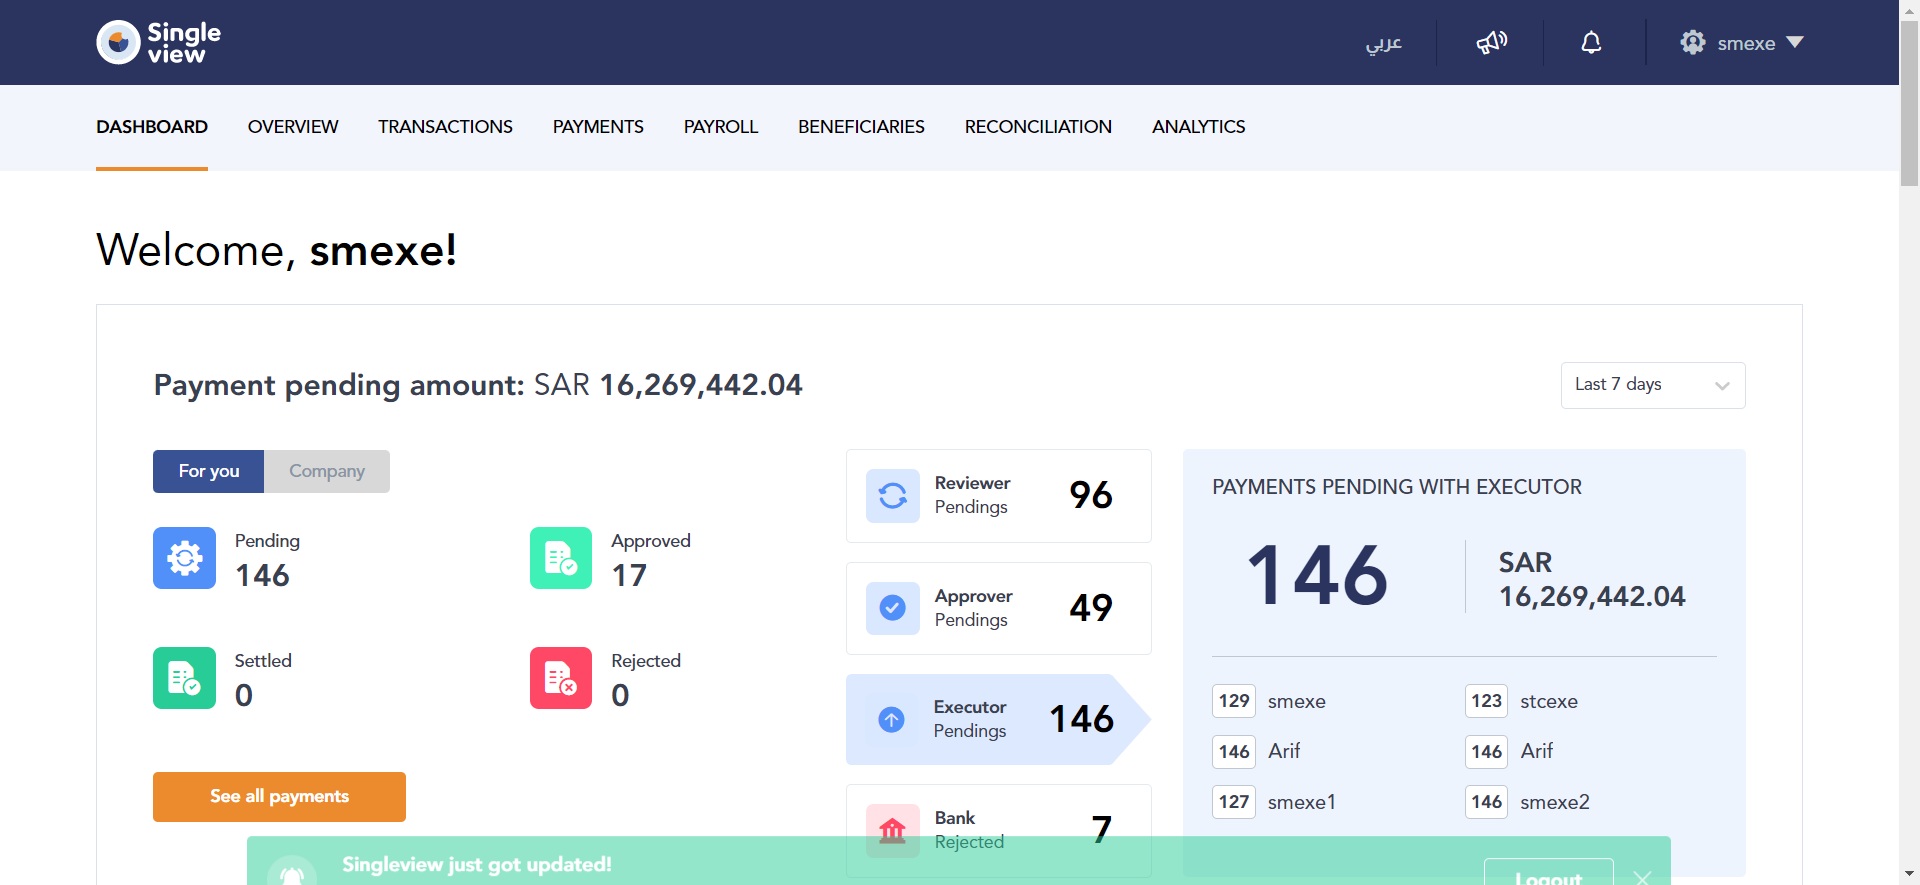 Single
view
عربي
smexe
DASHBOARD
OVERVIEW
TRANSACTIONS
PAYMENTS
PAYROLL
BENEFICIARIES
RECONCILIATION
ANALYTICS
Welcome, smexe!
Payment pending amount: SAR 16,269,442.04
Last 7 days
For you
Company
Pending
146
Approved
17
Settled
0
Rejected
0
See all payments
Reviewer
Pendings
96
Approver
Pendings
49
Executor
Pendings
146
Bank
Rejected
7
PAYMENTS PENDING WITH EXECUTOR
146
SAR
16,269,442.04
129 smexe
123 stcexe
146 Arif
146 Arif
127 smexe1
146 smexe2
Singleview just got updated!
Logout